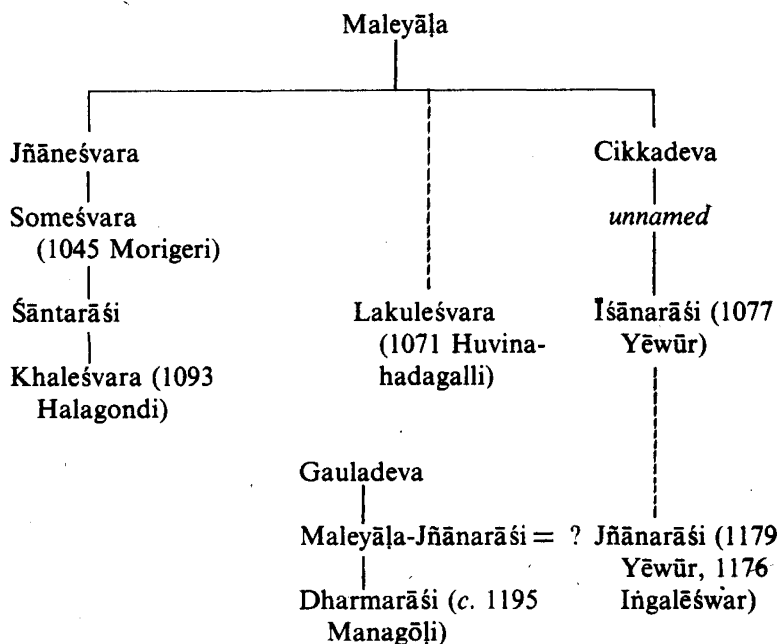 Maleyāḷa
Jñāneśvara
Cikkadeva
Someśvara
(1045 Morigeri)
unnamed
Śāntarāśi
Lakuleśvara
(1071 Huvina-
hadagalli)
Īśānarāśi (1077
Yēwūr)
Khaleśvara (1093
Halagondi)
Gauladeva
Maleyāḷa-Jñānarāśi = ? Jñānarāśi (1179
Yēwūr, 1176
Iṅgalēśwar)
Dharmarāśi (c. 1195
Managōḷi)